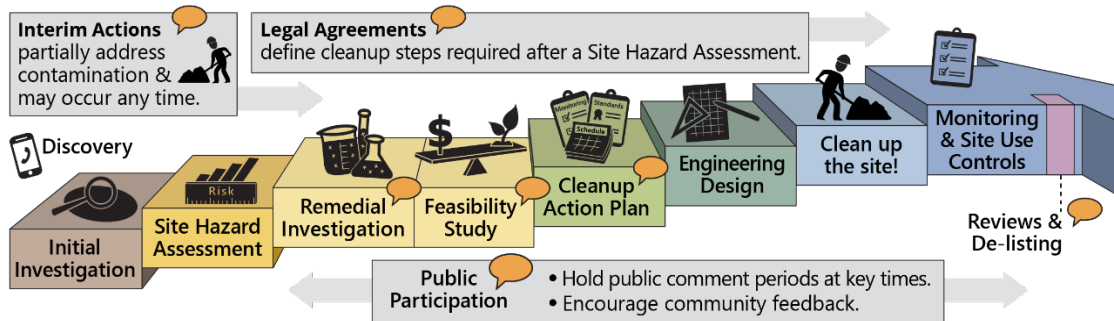 Interim Actions
partially address
contamination &
may occur any time.
Legal Agreements
define cleanup steps required after a Site Hazard Assessment.
Discovery
Initial
Investigation
Risk
Site Hazard
Assessment
Remedial
Investigation
$
Feasibility
Study
Monitoring
Standards
Schedule
Cleanup
Action Plan
Engineering
Design
Clean up
the site!
Monitoring
& Site Use
Controls
Reviews &
De-listing
Public
Participation
• Hold public comment periods at key times.
• Encourage community feedback.